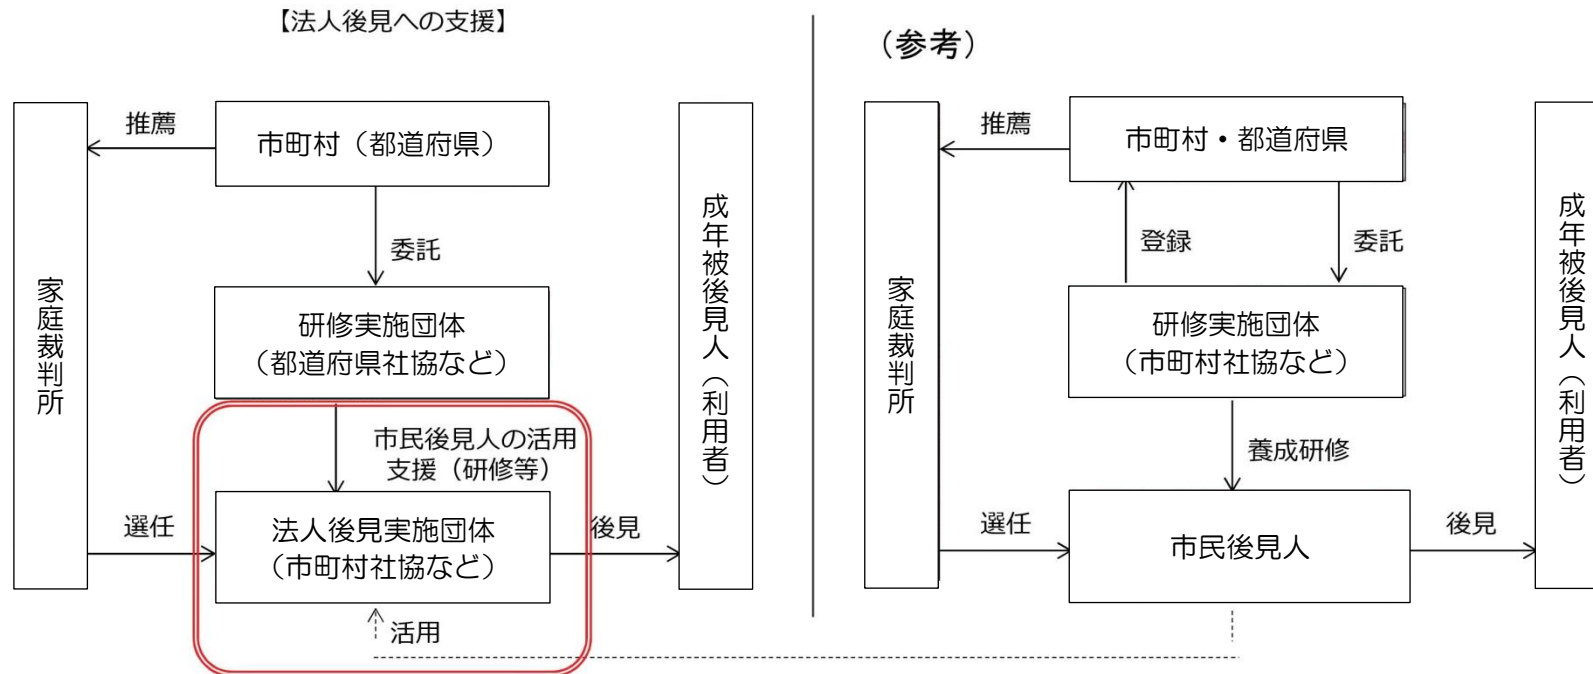 【法人後見への支援】
家庭裁判所
推薦
市町村（都道府県）
委託
研修実施団体
（都道府県社協など）
市民後見人の活用
支援（研修等）
選任
法人後見実施団体
（市町村社協など）
後見
活用
成年被後見人（利用者）
（参考）
家庭裁判所
推薦
市町村・都道府県
登録
委託
研修実施団体
（市町村社協など）
養成研修
選任
市民後見人
後見
成年被後見人（利用者）